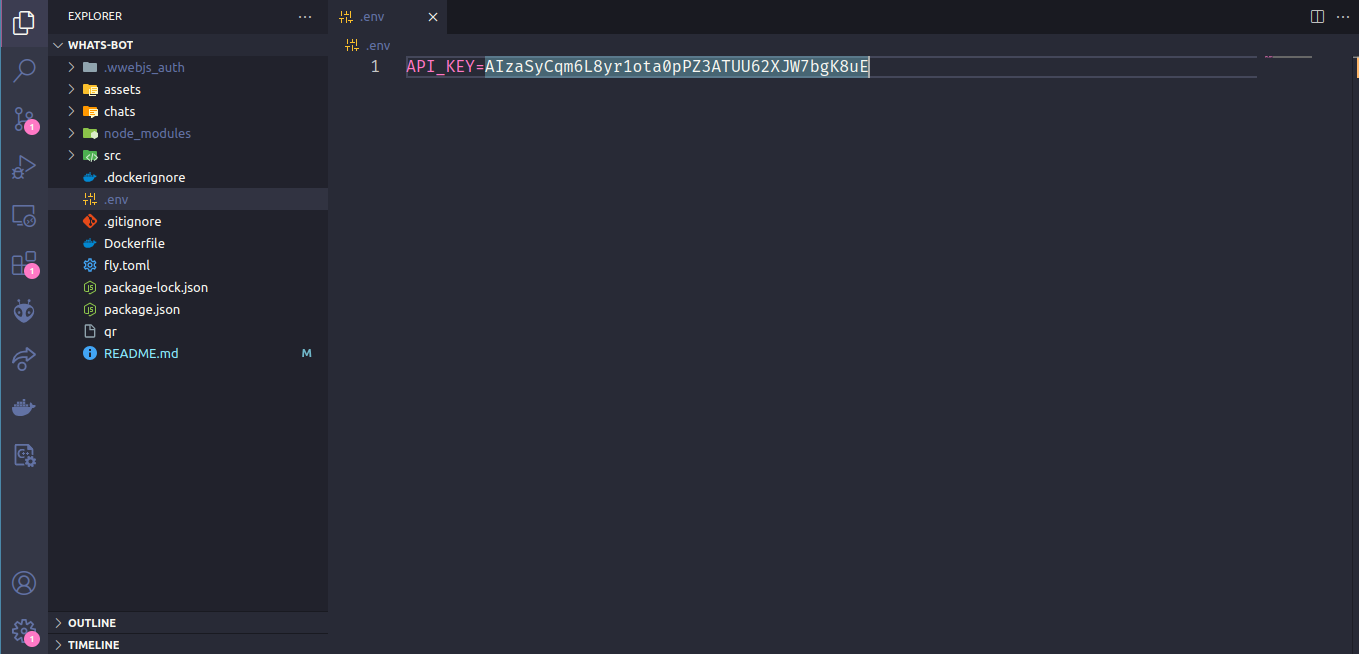 EXPLORER
.env
WHATS-BOT
.env
.wwebjs_auth
1 API_KEY=AIzaSyCqm6L8yr1ota0pPZ3ATUU62XJW7bgK8uE
assets
chats
1
node_modules
src
.dockerignore
.env
.gitignore
Dockerfile
fly.toml
1
package-lock.json
package.json
qr
README.md M
OUTLINE
1
TIMELINE